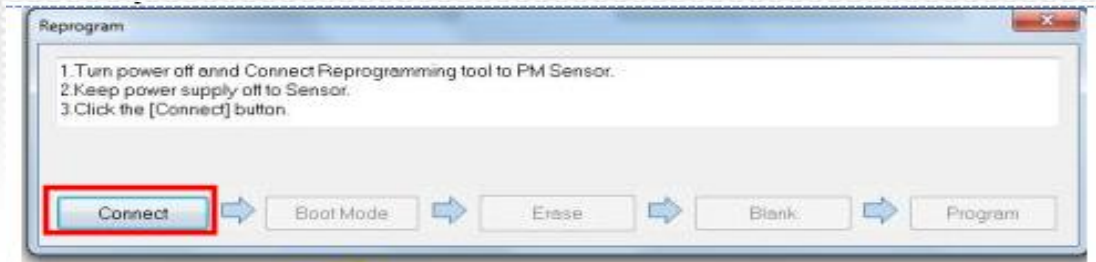 Reprogram
1.Turn power off annd Connect Reprogramming tool to PM Sensor.
2.Keep power supply off to Sensor.
3.Click the [Connect] button.
Connect Boot Mode Erase Blank Program